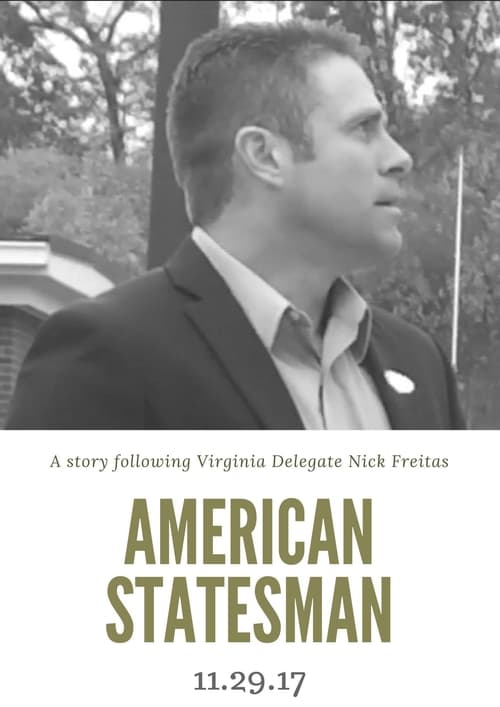 A story following Virginia Delegate Nick Freitas
AMERICAN
STATESMAN
11.29.17